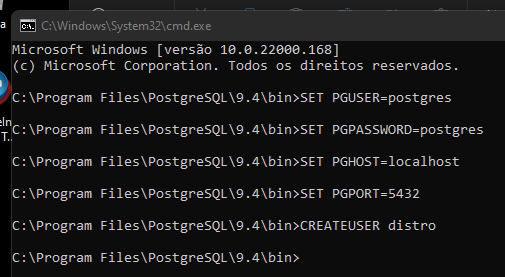 C:\Windows\System32\cmd.exe
Microsoft Windows [versão 10.0.22000.168]
(c) Microsoft Corporation. Todos os direitos reservados.
C:\Program Files\PostgreSQL\9.4\bin>SET PGUSER=postgres
C:\Program Files\PostgreSQL\9.4\bin>SET PGPASSWORD=postgres
C:\Program Files\PostgreSQL\9.4\bin>SET PGHOST=localhost
C:\Program Files\PostgreSQL\9.4\bin>SET PGPORT=5432
C:\Program Files\PostgreSQL\9.4\bin>CREATEUSER distro
C:\Program Files\PostgreSQL\9.4\bin>